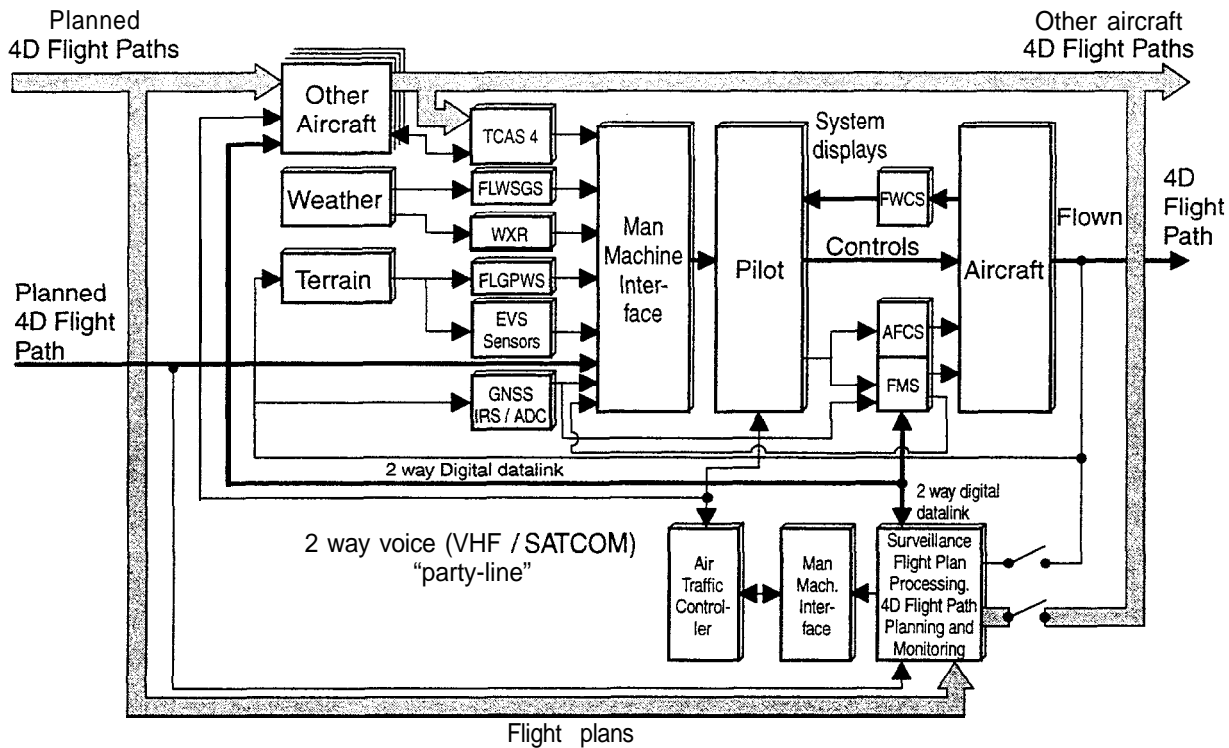 Planned
4D Flight Paths
Other aircraft
4D Flight Paths
Other
Aircraft
TCAS 4
Weather
FLWSGS
WXR
Terrain
FLGPWS
EVS
Sensors
GNSS
IRS / ADC
Planned
4D Flight
Path
Man
Machine
Inter-
face
Pilot
System
displays
FWCS
Controls
AFCS
FMS
Aircraft
Flown
4D
Flight
Path
2 way Digital datalink
2 way digital
datalink
2 way voice (VHF / SATCOM)
“party-line”
Air
Traffic
Control-
ler
Man
Mach.
Inter-
face
Surveillance
Flight Plan
Processing.
4D Flight Path
Planning and
Monitoring
Flight plans